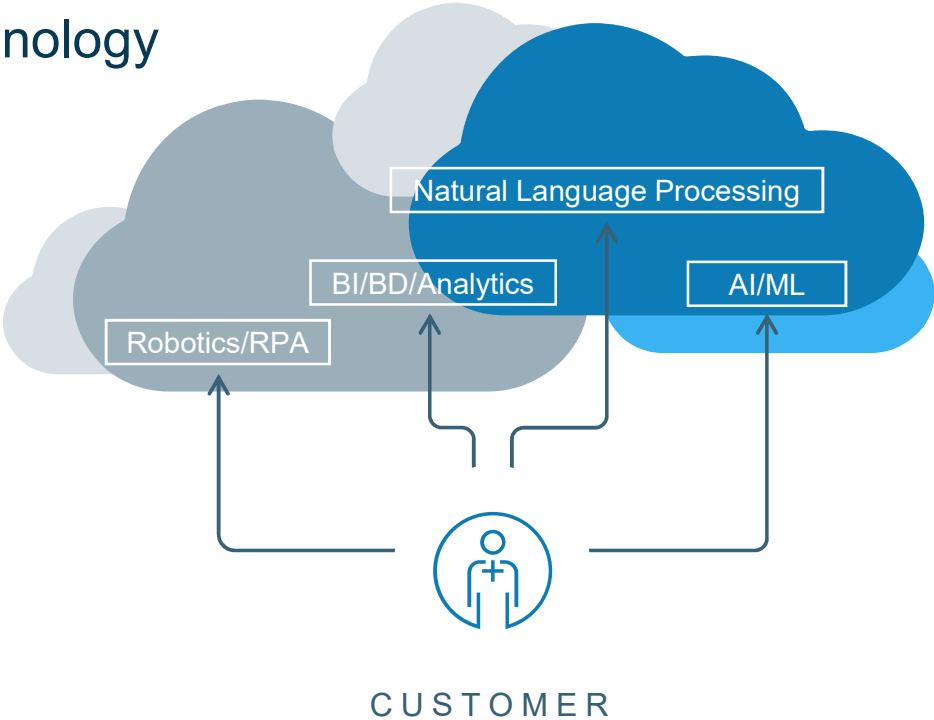 nology
Natural Language Processing
BI/BD/Analytics
AI/ML
Robotics/RPA
CUSTOMER